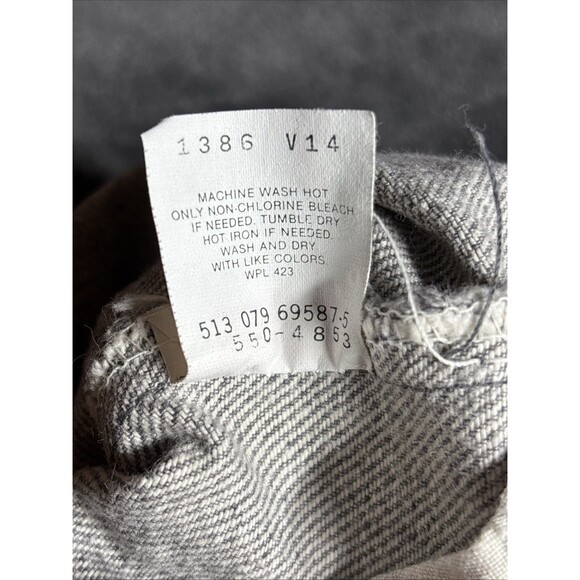 1386 V14
MACHINE WASH HOT
ONLY NON-CHLORINE BLEACH
IF NEEDED. TUMBLE DRY
HOT IRON IF NEEDED.
WASH AND DRY
WITH LIKE COLORS
WPL 423
513 079 69587-5
550-4853